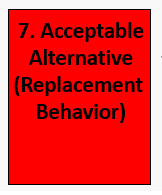 7. Acceptable
Alternative
(Replacement
Behavior)